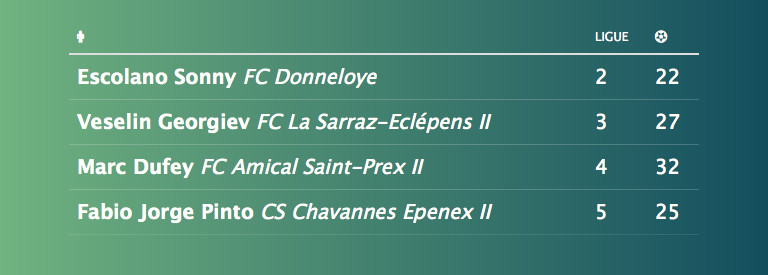 LIGUE
Escolano Sonny FC Donneloye 2 22
Veselin Georgiev FC La Sarraz-Eclépens II 3 27
Marc Dufey FC Amical Saint-Prex II 4 32
Fabio Jorge Pinto CS Chavannes Epenex II 5 25